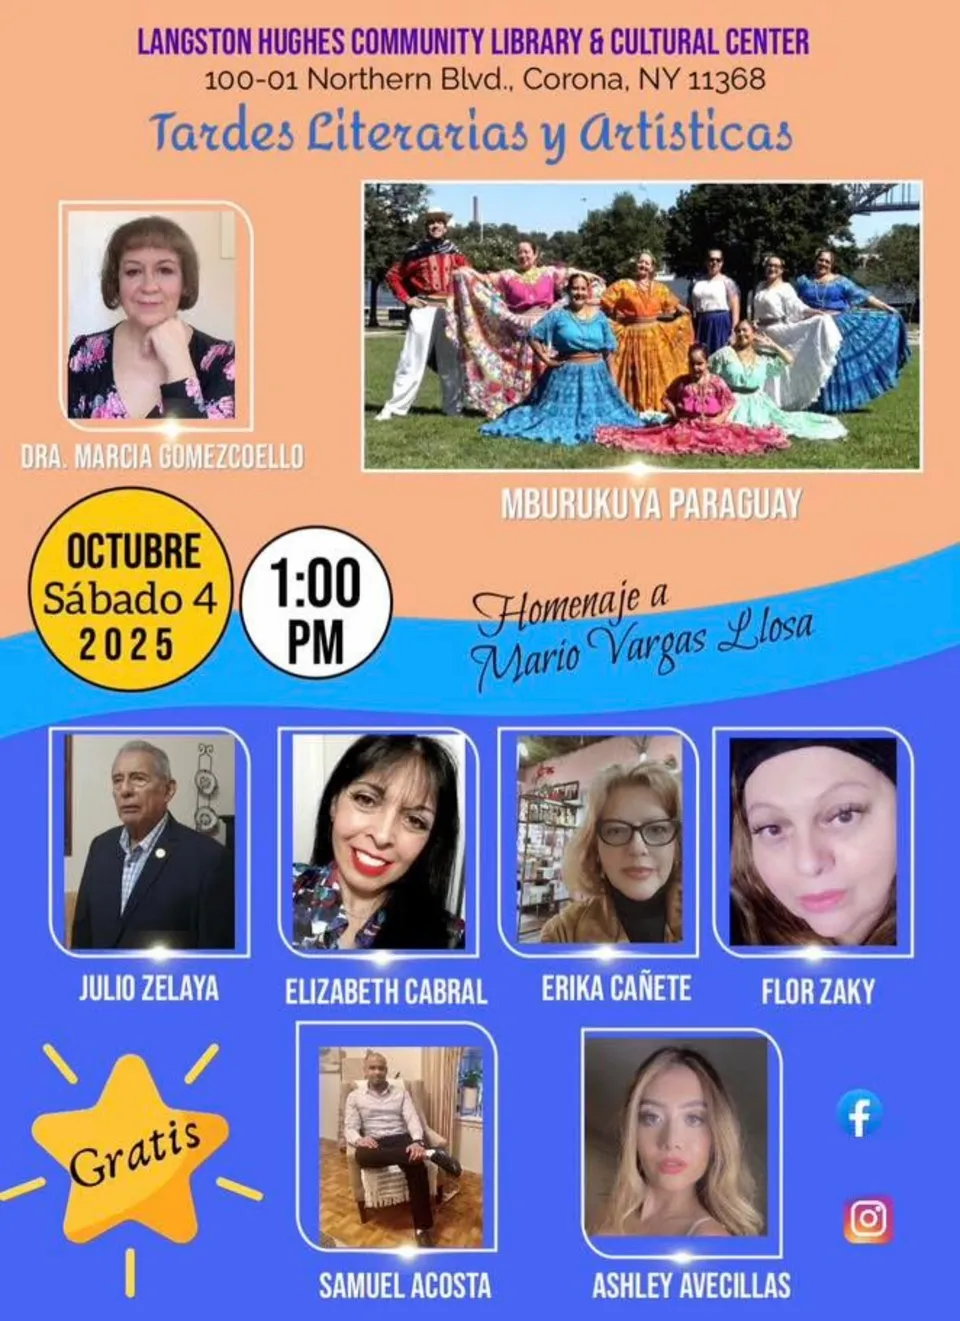 LANGSTON HUGHES COMMUNITY LIBRARY & CULTURAL CENTER
100-01 Northern Blvd., Corona, NY 11368
Tardes Literarias y Artísticas
DRA. MARCIA GOMEZCOELLO
MBURUKUYA PARAGUAY
OCTUBRE
Sábado 4
2025
1:00
PM
Homenaje a
Mario Vargas Llosa
JULIO ZELAYA
ELIZABETH CABRAL
ERIKA CAÑETE
FLOR ZAKY
Gratis
SAMUEL ACOSTA
ASHLEY AVECILLAS